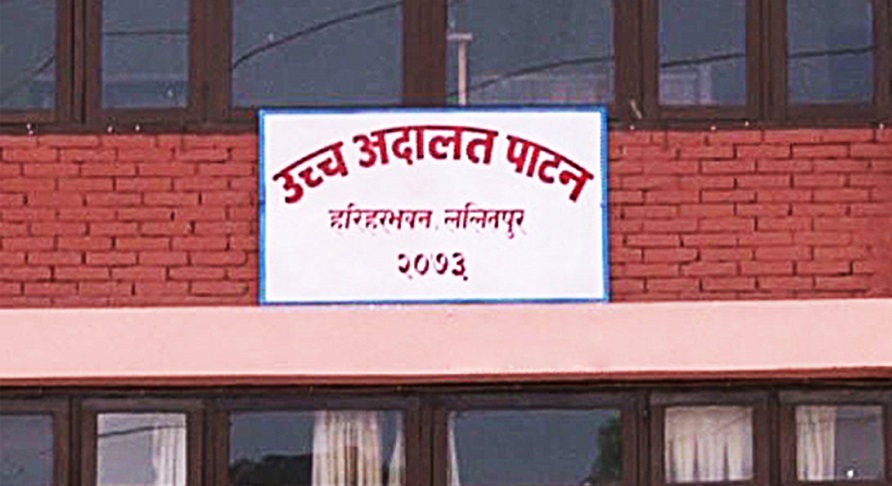 उच्च अदालत पाटन
हरिहरभवन, ललितपुर
२०७३